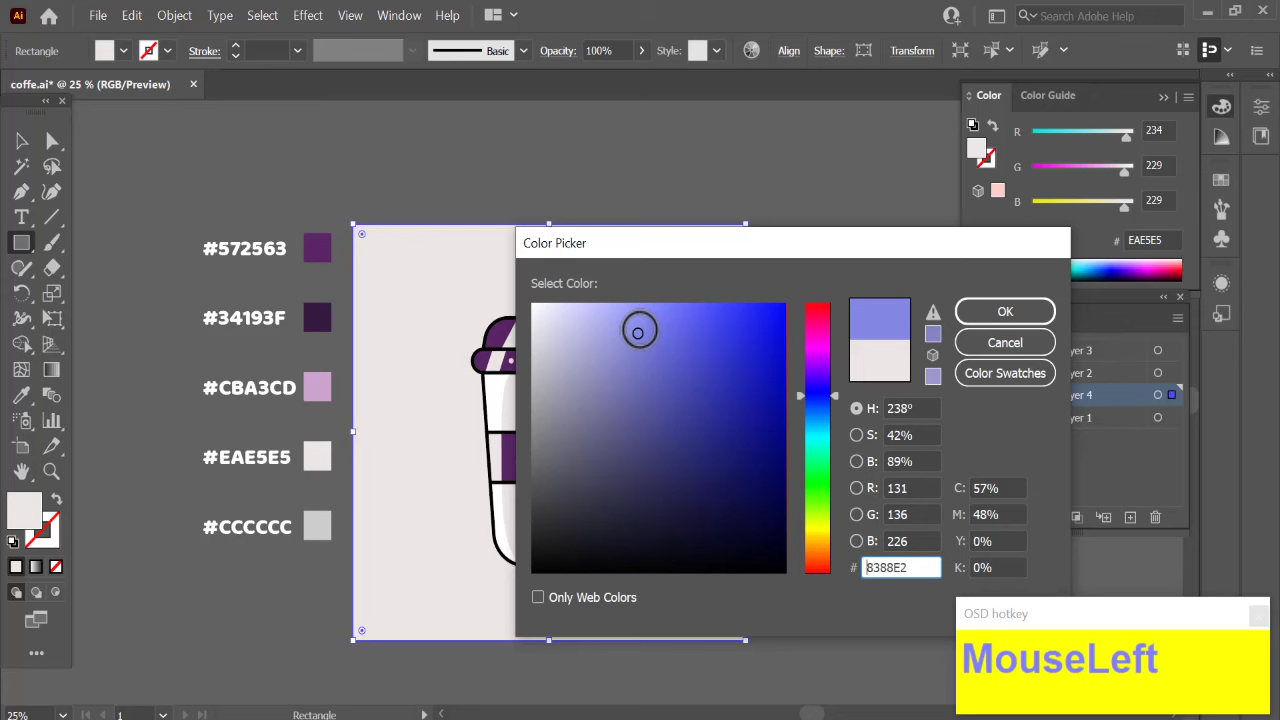 Ai File Edit Object Type Select Effect View Window Help Search Adobe Help
Rectangle Stroke: Basic Opacity: 100% Style: Align Shape: Transform
coffe.ai* @ 25 % (RGB/Preview)
Color Color Guide
R 234
G 229
B 229
# EAE5E5
#572563
#34193F
#CBA3CD
#EAE5E5
#CCCCCC
Color Picker
Select Color:
OK
Cancel
Color Swatches
H: 238º
S: 42%
B: 89%
R: 131 C: 57%
G: 136 M: 48%
B: 226 Y: 0%
# 8388E2 K: 0%
Only Web Colors
yer 3
yer 2
yer 4
yer 1
OSD hotkey
MouseLeft
25% 1 Rectangle